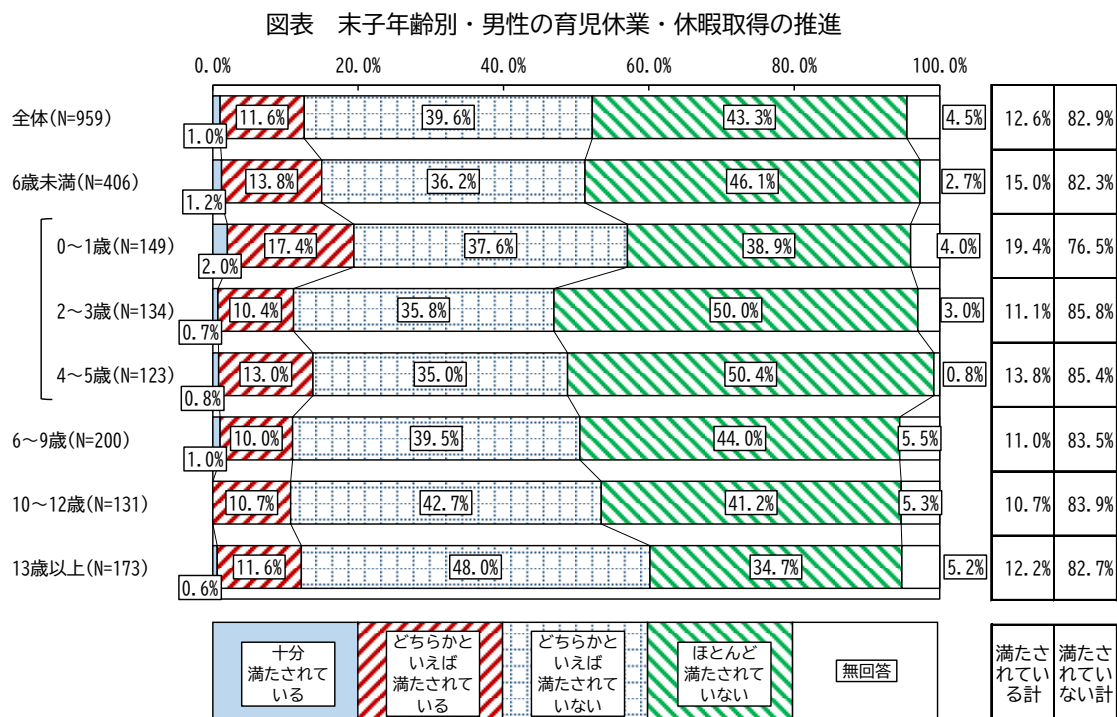 図表　末子年齢別・男性の育児休業・休暇取得の推進
0.0% 20.0% 40.0% 60.0% 80.0% 100.0%
全体(N=959) 1.0% 11.6% 39.6% 43.3% 4.5% 12.6% 82.9%
6歳未満(N=406) 1.2% 13.8% 36.2% 46.1% 2.7% 15.0% 82.3%
0～1歳(N=149) 2.0% 17.4% 37.6% 38.9% 4.0% 19.4% 76.5%
2～3歳(N=134) 0.7% 10.4% 35.8% 50.0% 3.0% 11.1% 85.8%
4～5歳(N=123) 0.8% 13.0% 35.0% 50.4% 0.8% 13.8% 85.4%
6～9歳(N=200) 1.0% 10.0% 39.5% 44.0% 5.5% 11.0% 83.5%
10～12歳(N=131) 10.7% 42.7% 41.2% 5.3% 10.7% 83.9%
13歳以上(N=173) 0.6% 11.6% 48.0% 34.7% 5.2% 12.2% 82.7%
十分
満たされて
いる
どちらかと
いえば
満たされて
いる
どちらかと
いえば
満たされて
いない
ほとんど
満たされて
いない
無回答
満たさ
れてい
る計
満たさ
れてい
ない計